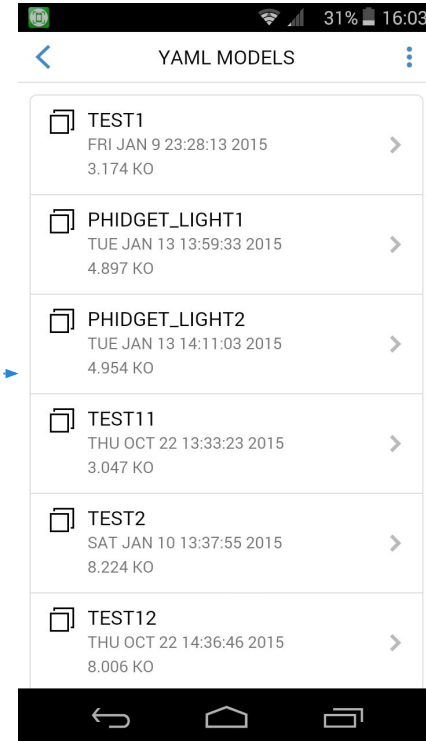 31% 16:03
YAML MODELS
TEST1
FRI JAN 9 23:28:13 2015
3.174 KO
PHIDGET_LIGHT1
TUE JAN 13 13:59:33 2015
4.897 KO
PHIDGET_LIGHT2
TUE JAN 13 14:11:03 2015
4.954 KO
TEST11
THU OCT 22 13:33:23 2015
3.047 KO
TEST2
SAT JAN 10 13:37:55 2015
8.224 KO
TEST12
THU OCT 22 14:36:46 2015
8.006 KO